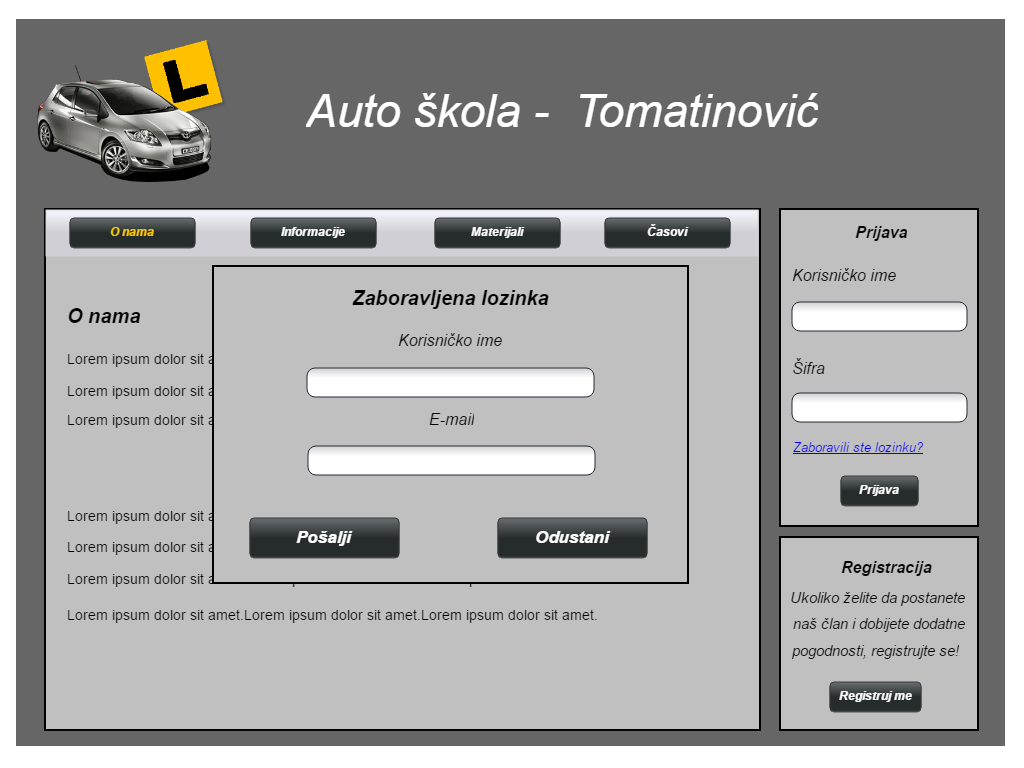 L
Auto škola - Tomatinović
O nama
Informacije
Materijali
Časovi
O nama
Lorem ipsum dolor sit
Lorem ipsum dolor sit
Lorem ipsum dolor sit
Lorem ipsum dolor sit
Lorem ipsum dolor sit
Lorem ipsum dolor sit
Lorem ipsum dolor sit amet.Lorem ipsum dolor sit amet.Lorem ipsum dolor sit amet.
Zaboravljena lozinka
Korisničko ime
E-mail
Pošalji
Odustani
Prijava
Korisničko ime
Šifra
Zaboravili ste lozinku?
Prijava
Registracija
Ukoliko želite da postanete
naš član i dobijete dodatne
pogodnosti, registrujte se!
Registruj me